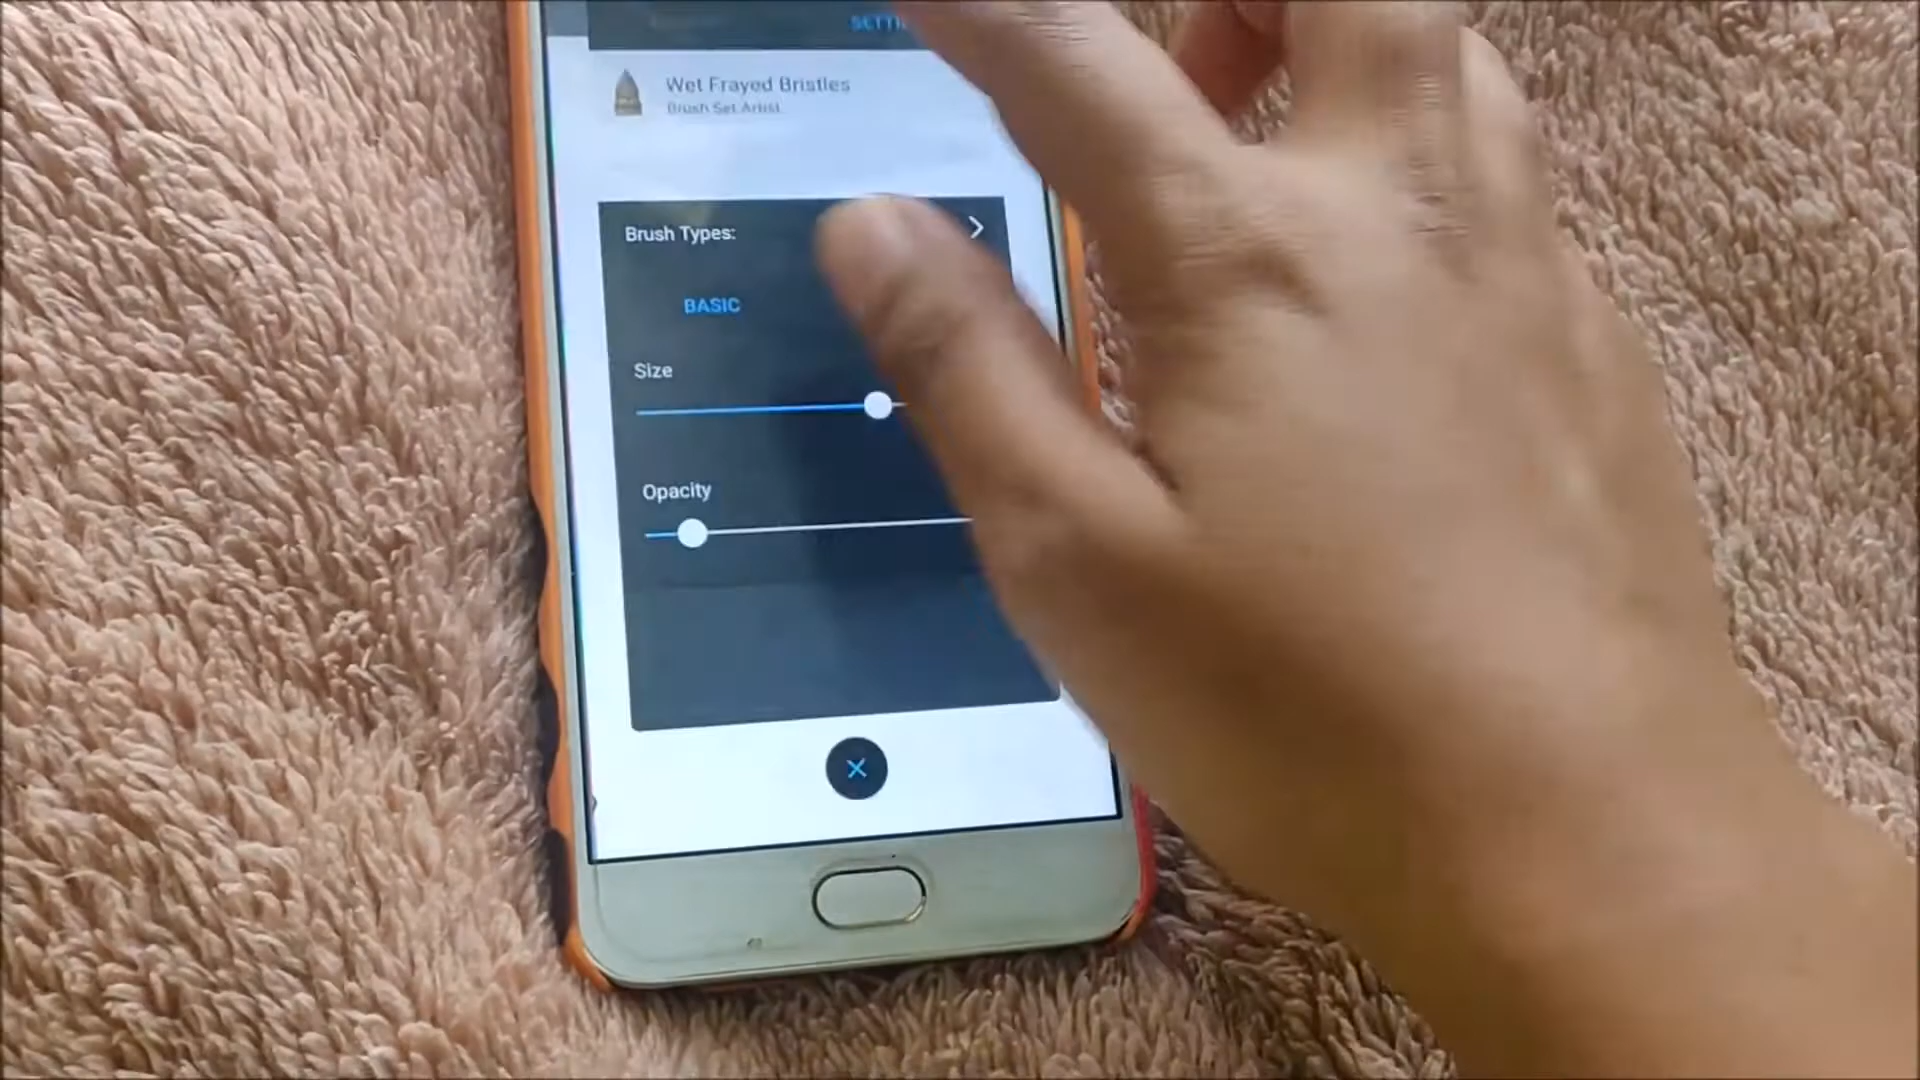 Wet Frayed Bristles
Brush Set Artist
Brush Types:
BASIC
Size
Opacity